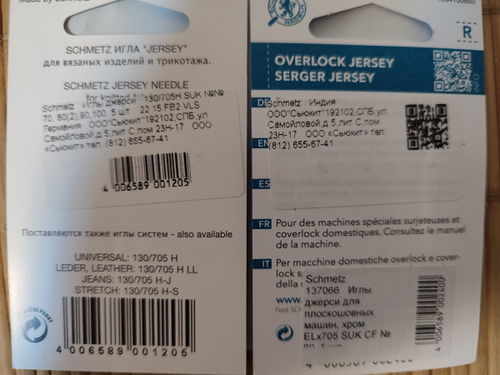 SCHMETZ ИГЛА "JERSEY"
для вязаных изделий и трикотажа.
SCHMETZ JERSEY NEEDLE
Schmetz Иглы джерси 130/705H SUK №№
70, 80(2),90,100, 5 шт 22:15.FB2 VLS
Германия ООО"Сьюкит"192102,СПб,ул
Самойловой,д.5,лит С,пом 23Н-17 ООО
«Сьюкит» тел. (812) 655-67-41
4 006589 001205
Поставляются также иглы систем - also available
UNIVERSAL: 130/705 H
LEDER, LEATHER: 130/705 H LL
JEANS: 130/705 H-J
STRETCH: 130/705 H-S
4 006589 001205
R
OVERLOCK JERSEY
SERGER JERSEY
INFO
DE
Schmetz Индия
ООО"Сьюкит"192102,СПб,ул
Самойловой,д.5,лит С,пом
23Н-17 ООО «Сьюкит» тел.
EN
(812) 655-67-41
ES
FR
Pour des machines spéciales surjeteuses et
coverlock domestiques. Consultez le manuel
de la machine.
IT
Per macchine domestiche overlock e cover-
lock s
della
www
Schmetz
137066 Иглы
джерси для
плоскошовных
машин, хром
ELx705 SUK CF №
4006589002400